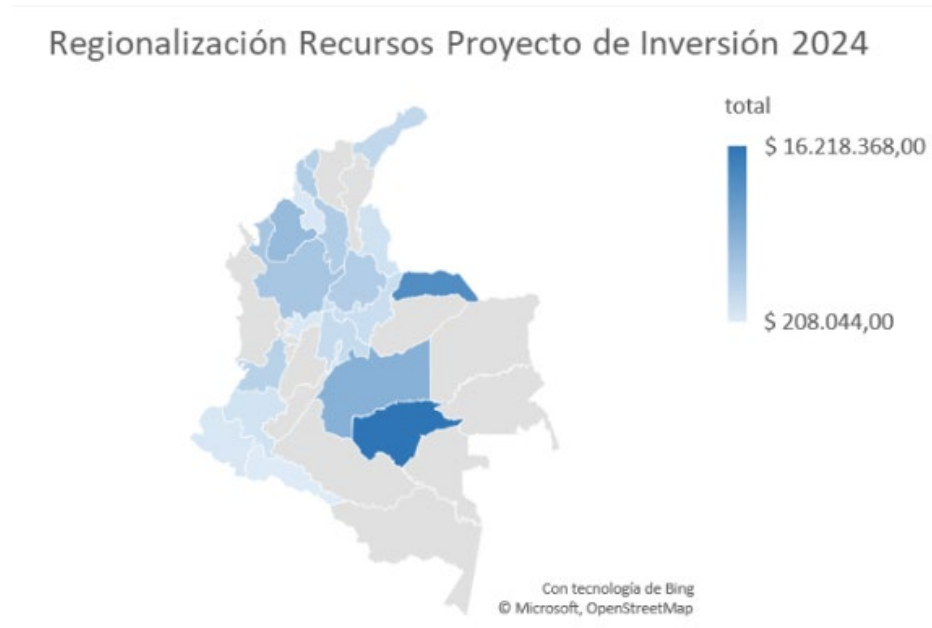 Regionalización Recursos Proyecto de Inversión 2024
total
$ 16.218.368,00
$ 208.044,00
Con tecnología de Bing
© Microsoft, OpenStreetMap